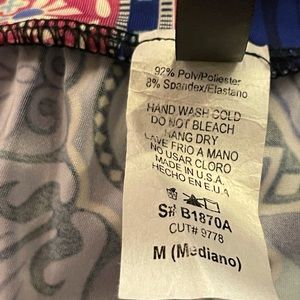 92% Poly/Poliester
8% Spandex/Elastano
HAND WASH COLD
DO NOT BLEACH
HANG DRY
LAVE FRIO A MANO
NO USAR CLORO
MADE IN U.S.A.
HECHO EN E.U.A
S# B1870A
CUT# 9778
M (Mediano)